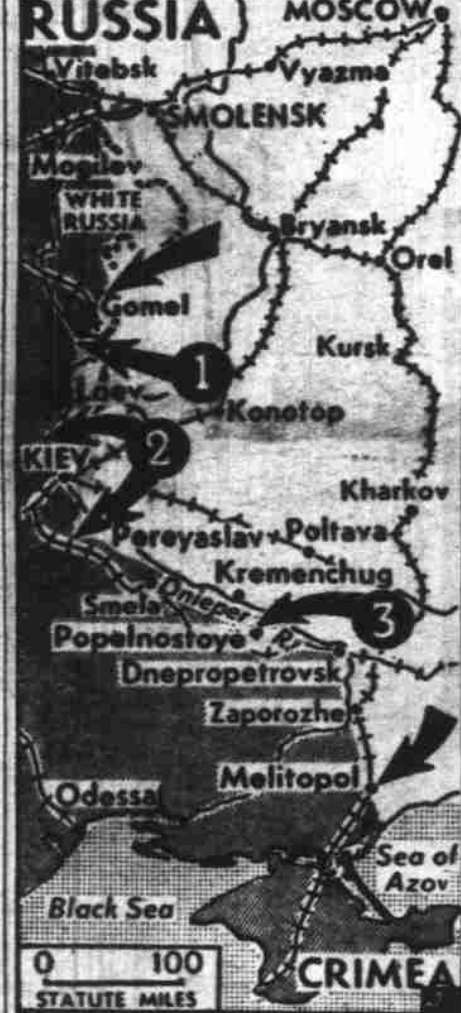 RUSSIA
MOSCOW
Vitebsk
Vyazma
SMOLENSK
Mogilev
WHITE
RUSSIA
Bryansk
Orel
Gomel
Kursk
1
Loev
Konotop
2
KIEV
Kharkov
Pereyaslav
Poltava
Kremenchug
Smela
Dnieper R.
3
Popelnostoye
Dnepropetrovsk
Zaporozhe
Melitopol
Odessa
Sea of
Azov
Black Sea
0 100
STATUTE MILES
CRIMEA